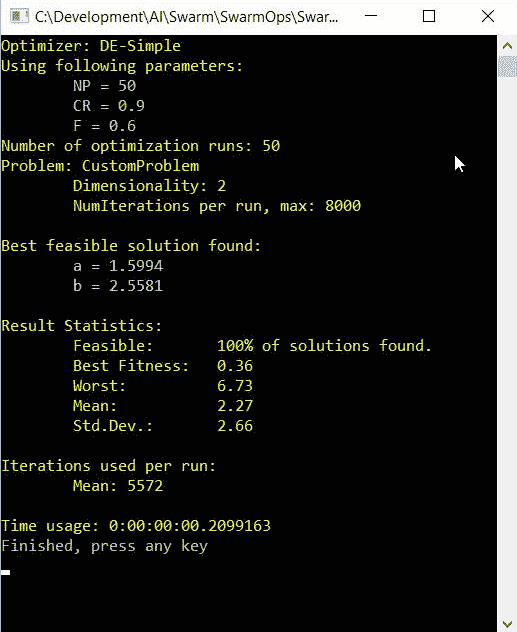 C:\Development\AI\Swarm\SwarmOps\Swar...
Optimizer: DE-Simple
Using following parameters:
NP = 50
CR = 0.9
F = 0.6
Number of optimization runs: 50
Problem: CustomProblem
Dimensionality: 2
NumIterations per run, max: 8000
Best feasible solution found:
a = 1.5994
b = 2.5581
Result Statistics:
Feasible: 100% of solutions found.
Best Fitness: 0.36
Worst: 6.73
Mean: 2.27
Std.Dev.: 2.66
Iterations used per run:
Mean: 5572
Time usage: 0:00:00:00.2099163
Finished, press any key